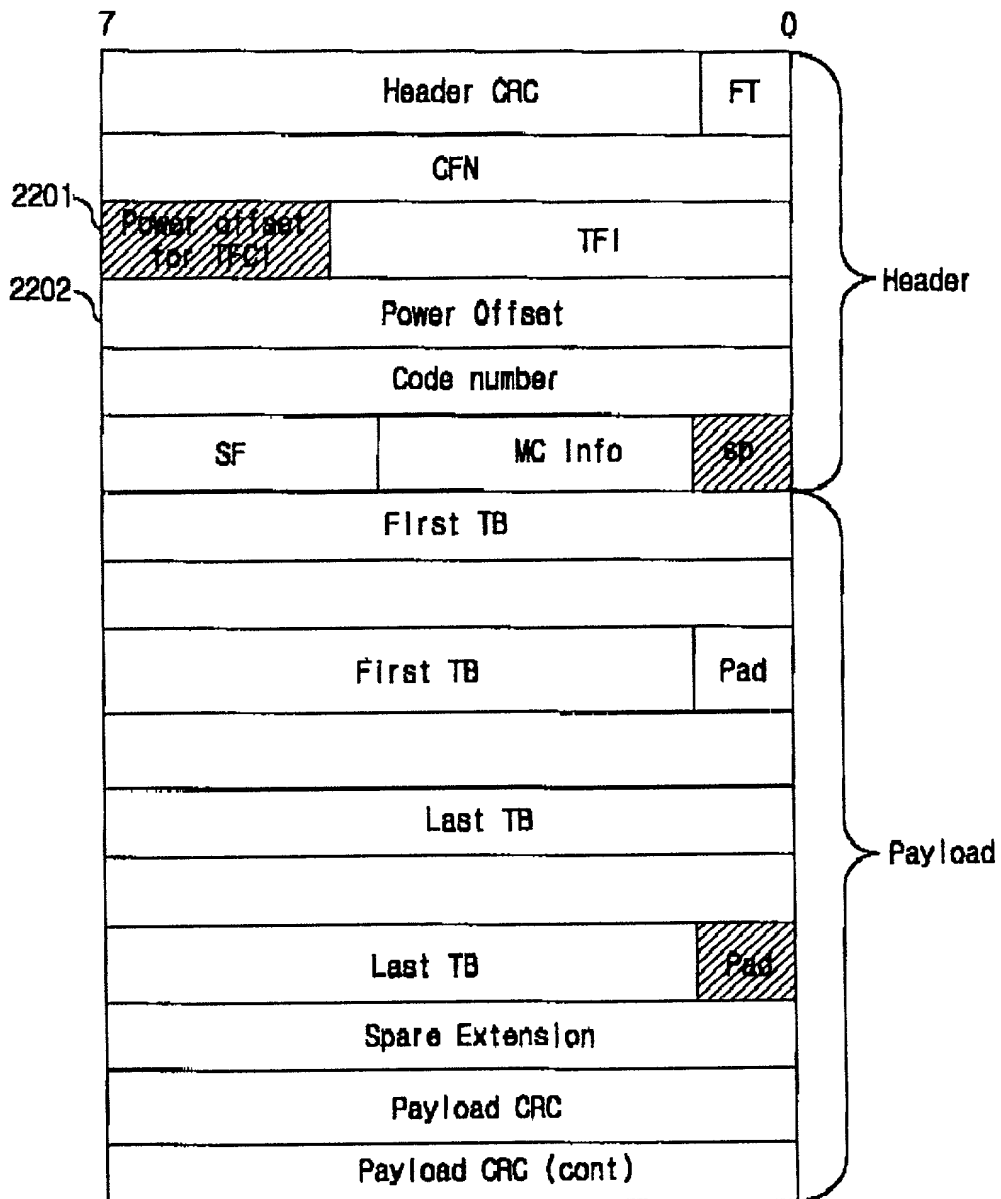 7 0
Header CRC FT
CFN
2201
Power offset
for TFCI
TFI
2202
Power Offset
Header
Code number
SF MC Info sp
First TB
First TB Pad
Last TB
Payload
Last TB Pad
Spare Extension
Payload CRC
Payload CRC (cont)